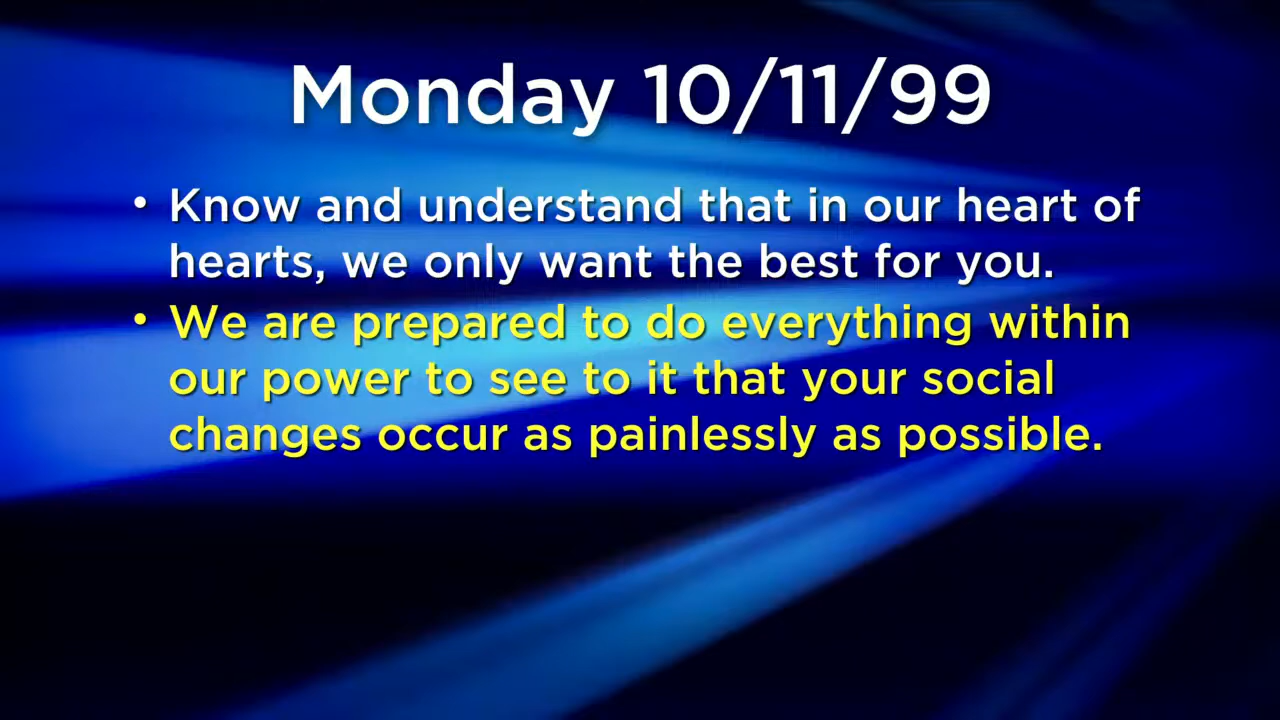 Monday 10/11/99
• Know and understand that in our heart of
hearts, we only want the best for you.
• We are prepared to do everything within
our power to see to it that your social
changes occur as painlessly as possible.